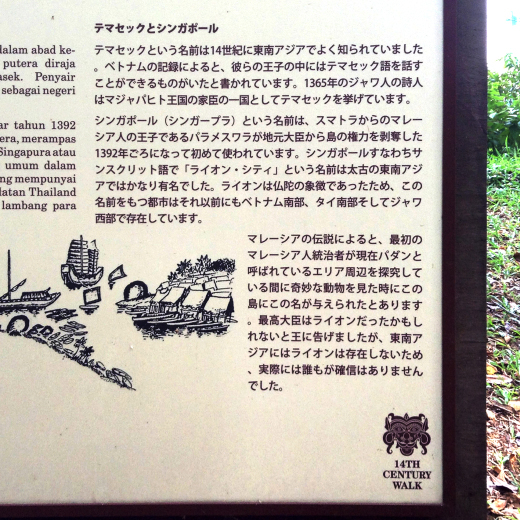 dalam abad ke-
putera diraja
asek. Penyair
sebagai negeri
ar tahun 1392
era, merampas
Singapura atau
umum dalam
ng mempunyai
latan Thailand
lambang para
テマセックとシンガポール
テマセックという名前は14世紀に東南アジアでよく知られていました
。ベトナムの記録によると、彼らの王子の中にはテマセック語を話す
ことができるものがいたと書かれています。1365年のジャワ人の詩人
はマジャパヒト王国の家臣の一国としてテマセックを挙げています。
シンガポール（シンガープラ）という名前は、スマトラからのマレー
シア人の王子であるパラメスワラが地元大臣から島の権力を剥奪した
1392年ごろになって初めて使われています。シンガポールすなわちサ
ンスクリット語で「ライオン・シティ」という名前は太古の東南アジ
アではかなり有名でした。ライオンは仏陀の象徴であったため、この
名前をもつ都市はそれ以前にもベトナム南部、タイ南部そしてジャワ
西部で存在しています。
マレーシアの伝説によると、最初の
マレーシア人統治者が現在パダンと
呼ばれているエリア周辺を探究して
いる間に奇妙な動物を見た時にこの
島にこの名が与えられたとあります
。最高大臣はライオンだったかもし
れないと王に告げましたが、東南ア
ジアにはライオンは存在しないため
、実際には誰もが確信はありません
でした。
14TH
CENTURY
WALK